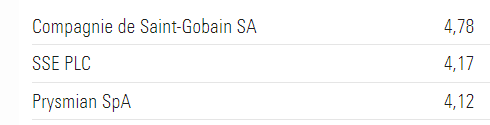 Compagnie de Saint-Gobain SA 4,78
SSE PLC 4,17
Prysmian SpA 4,12